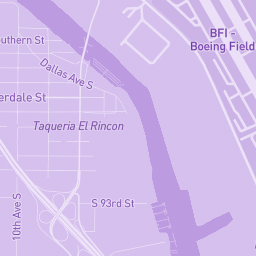 outhern St
BFI -
Boeing Field
Dallas Ave S
erdale St
Taqueria El Rincon
S 93rd St
10th Ave S